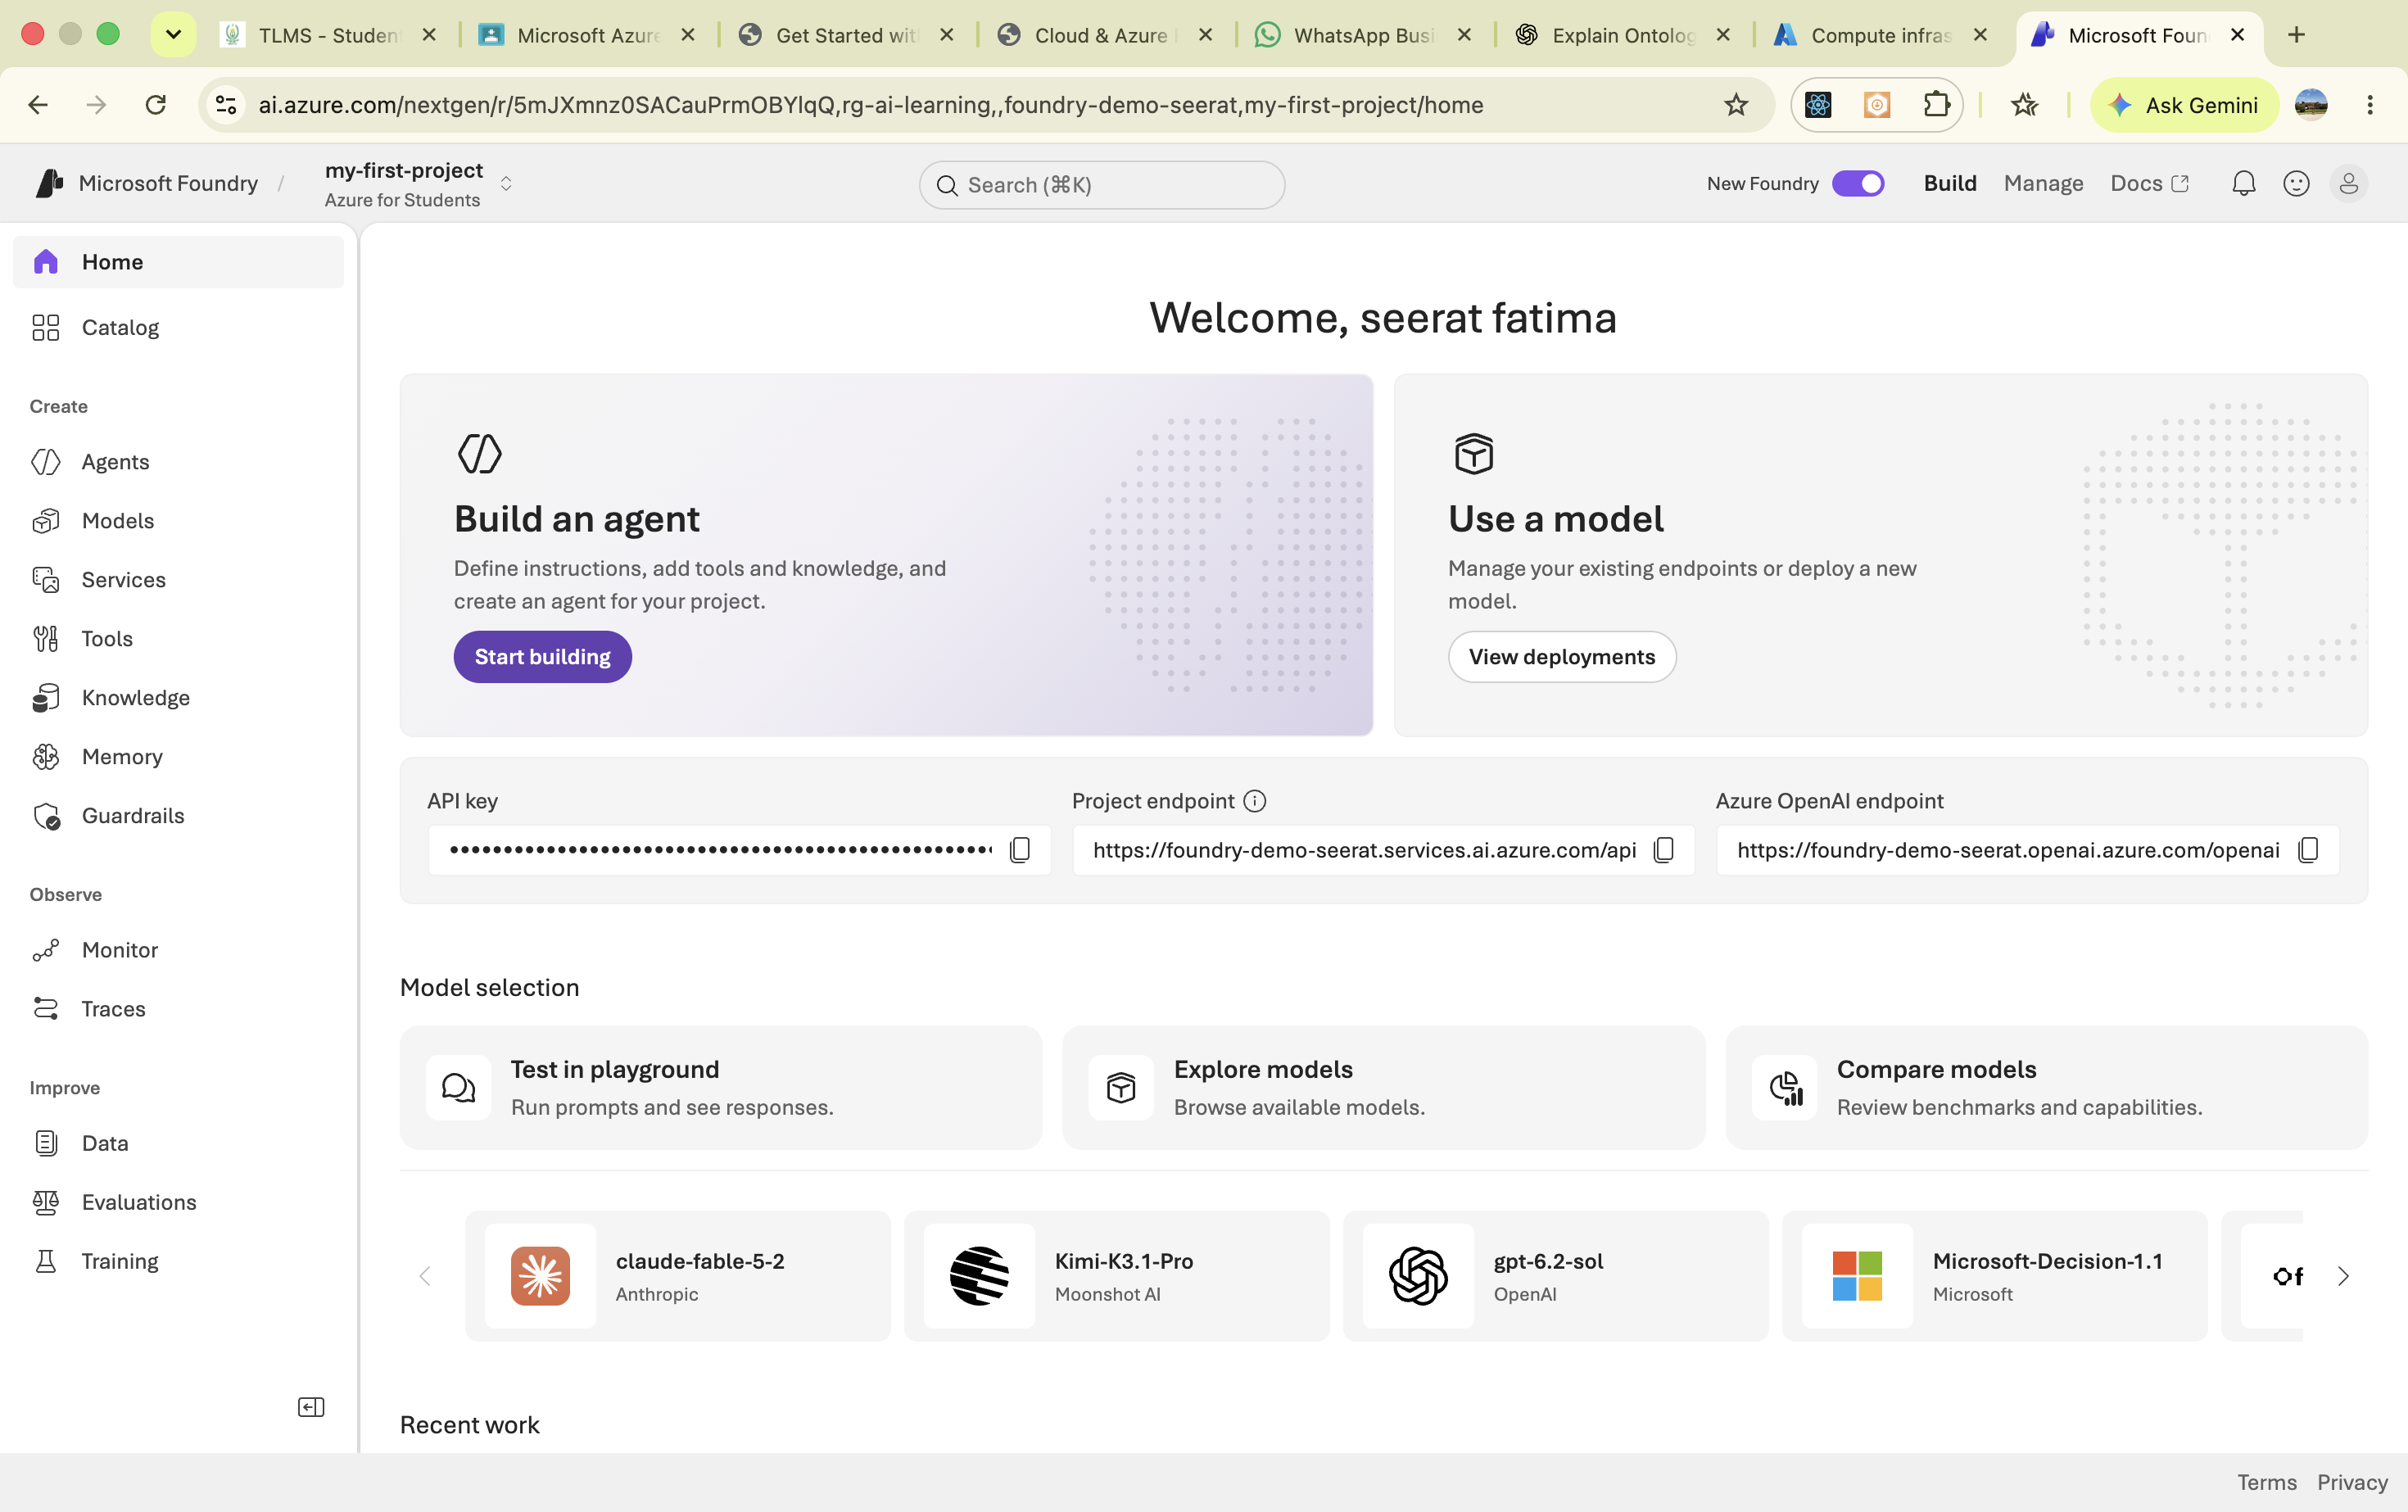 TLMS - Studen
Microsoft Azure
Get Started wit
Cloud & Azure
WhatsApp Busi
Explain Ontolog
Compute infras
Microsoft Foun
ai.azure.com/nextgen/r/5mJXmnz0SACauPrmOBYlqQ,rg-ai-learning,,foundry-demo-seerat,my-first-project/home
Ask Gemini
Microsoft Foundry /
my-first-project
Azure for Students
Search (⌘K)
New Foundry
Build
Manage
Docs
Home
Catalog
Create
Agents
Models
Services
Tools
Knowledge
Memory
Guardrails
Observe
Monitor
Traces
Improve
Data
Evaluations
Training
Welcome, seerat fatima
Build an agent
Define instructions, add tools and knowledge, and
create an agent for your project.
Start building
Use a model
Manage your existing endpoints or deploy a new
model.
View deployments
API key
Project endpoint
https://foundry-demo-seerat.services.ai.azure.com/api
Azure OpenAI endpoint
https://foundry-demo-seerat.openai.azure.com/openai
Model selection
Test in playground
Run prompts and see responses.
Explore models
Browse available models.
Compare models
Review benchmarks and capabilities.
claude-fable-5-2
Anthropic
Kimi-K3.1-Pro
Moonshot AI
gpt-6.2-sol
OpenAI
Microsoft-Decision-1.1
Microsoft
Recent work
Terms
Privacy